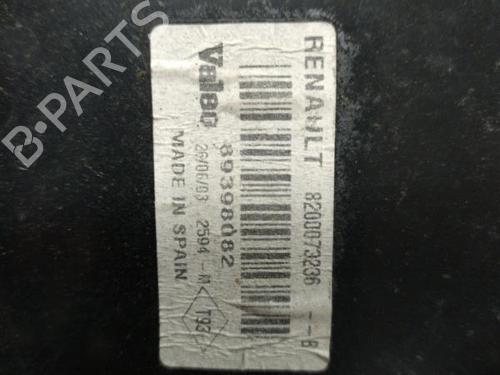 RENAULT 8200073236 --B
89398082
Valeo 26/06/03 2594-M <T93>
MADE IN SPAIN
B-PARTS